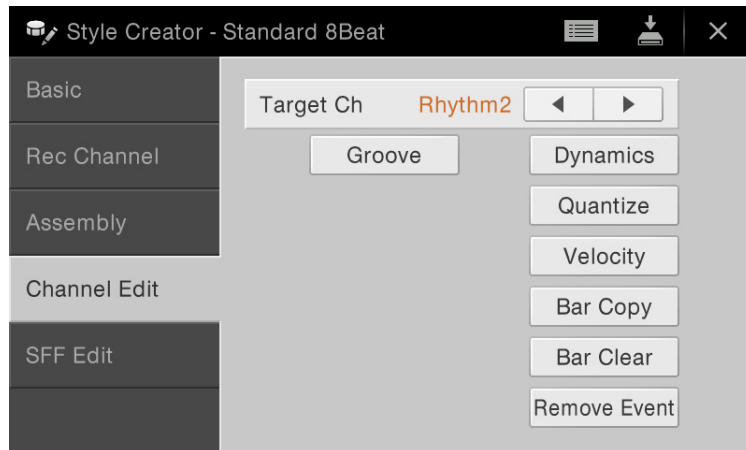 Style Creator - Standard 8Beat
Basic
Rec Channel
Assembly
Channel Edit
SFF Edit
Target Ch Rhythm2
Groove
Dynamics
Quantize
Velocity
Bar Copy
Bar Clear
Remove Event